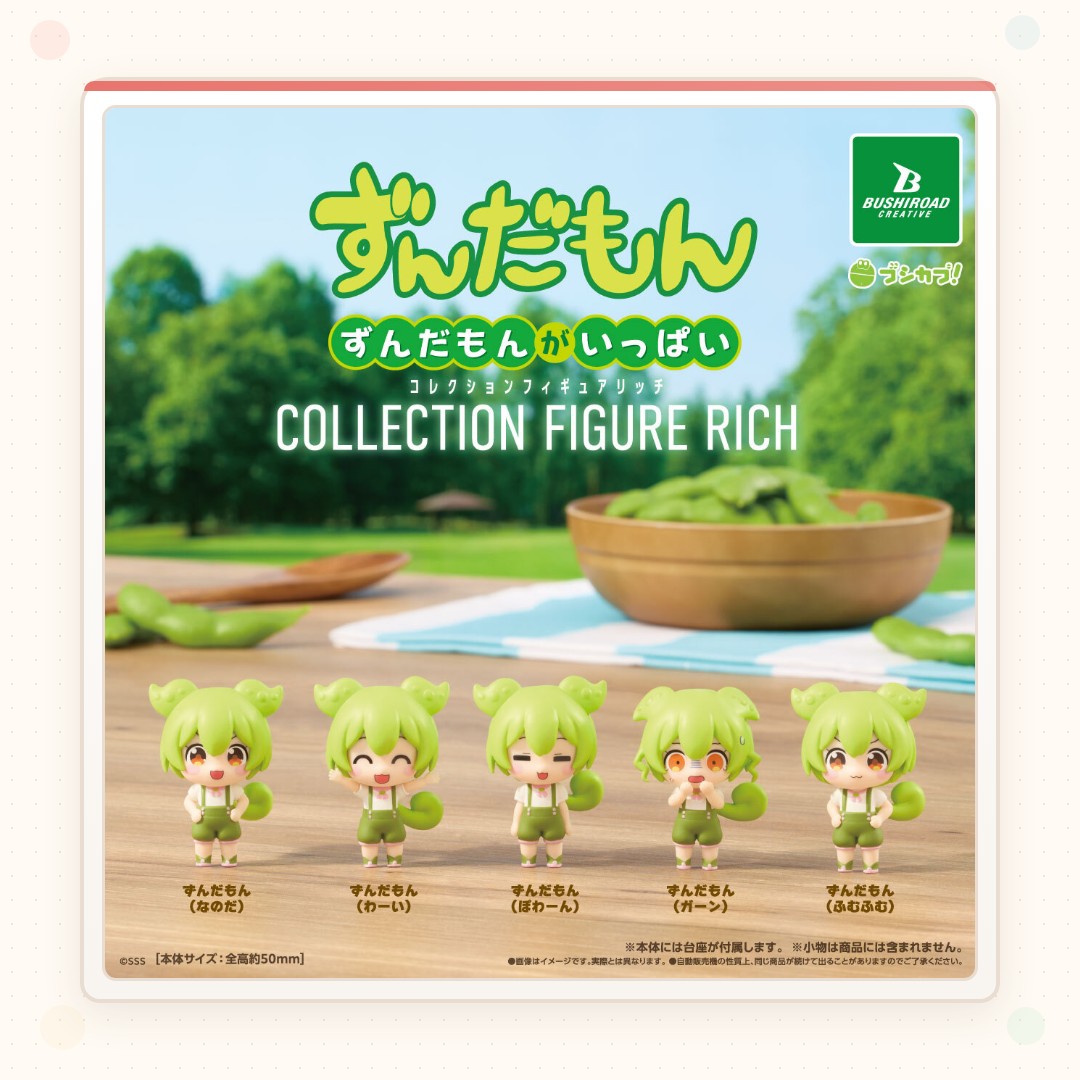 ずんだもん
BUSHIROAD
CREATIVE
ブシカプ!
ずんだもんがいっぱい
コレクションフィギュアリッチ
COLLECTION FIGURE RICH
ずんだもん
(なのだ)
ずんだもん
(わーい)
ずんだもん
(ぽわーん)
ずんだもん
(ガーン)
ずんだもん
(ふむふむ)
※本体には台座が付属します。 ※小物は商品には含まれません。
©SSS [本体サイズ:全高約50mm]
●画像はイメージです。実際とは異なります。 ●自動販売機の性質上、同じ商品が続けて出ることがありますのでご了承ください。